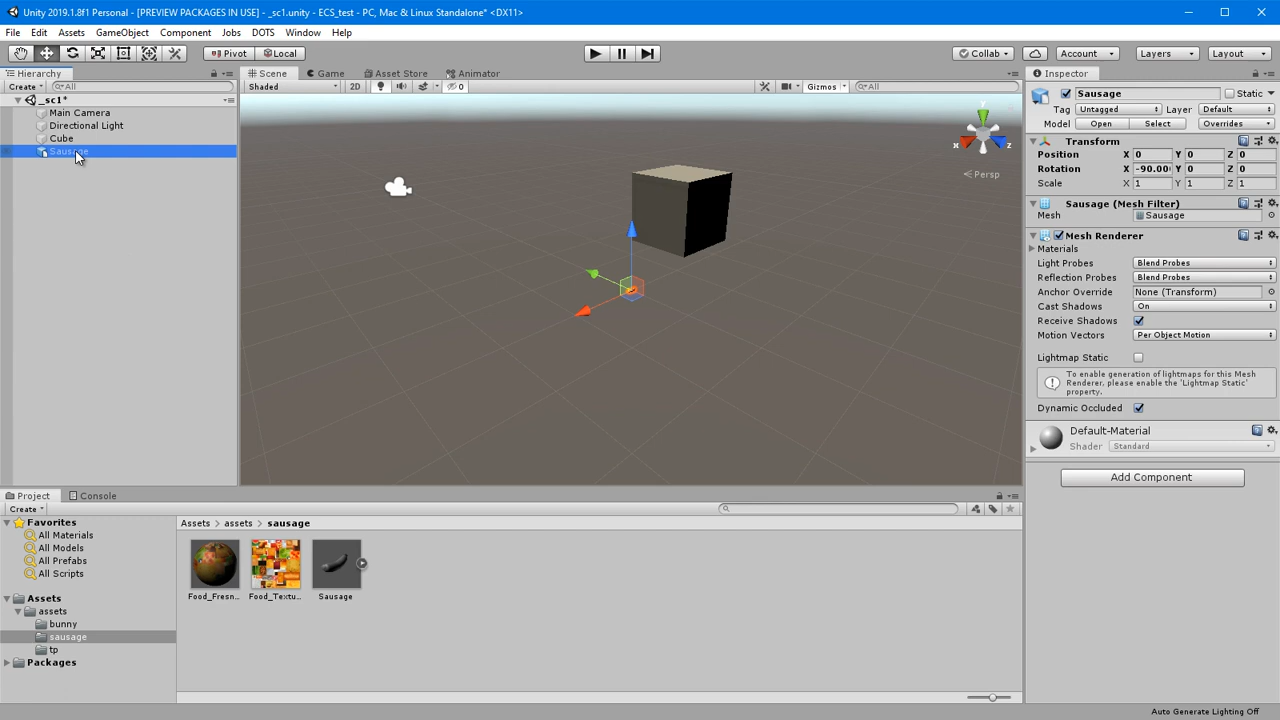 Unity 2019.1.8f1 Personal - [PREVIEW PACKAGES IN USE] - _sc1.unity - ECS_test - PC, Mac & Linux Standalone* <DX11>
File Edit Assets GameObject Component Jobs DOTS Window Help
Pivot Local Collab Account Layers Layout
Hierarchy Scene Game Asset Store Animator Inspector
Create All Shaded 2D 0 Gizmos All
_sc1*
Main Camera
Directional Light
Cube
Sausage
y
x
z
Persp
Sausage Static
Tag Untagged Layer Default
Model Open Select Overrides
Transform
Position X 0 Y 0 Z 0
Rotation X -90.00 Y 0 Z 0
Scale X 1 Y 1 Z 1
Sausage (Mesh Filter)
Mesh Sausage
Mesh Renderer
Materials
Light Probes Blend Probes
Reflection Probes Blend Probes
Anchor Override None (Transform)
Cast Shadows On
Receive Shadows
Motion Vectors Per Object Motion
Lightmap Static
To enable generation of lightmaps for this Mesh
Renderer, please enable the 'Lightmap Static'
property.
Dynamic Occluded
Default-Material
Shader Standard
Add Component
Project Console
Create
Favorites
All Materials
All Models
All Prefabs
All Scripts
Assets
assets
bunny
sausage
tp
Packages
Assets > assets > sausage
Food_Fresn... Food_Textu... Sausage
Auto Generate Lighting Off